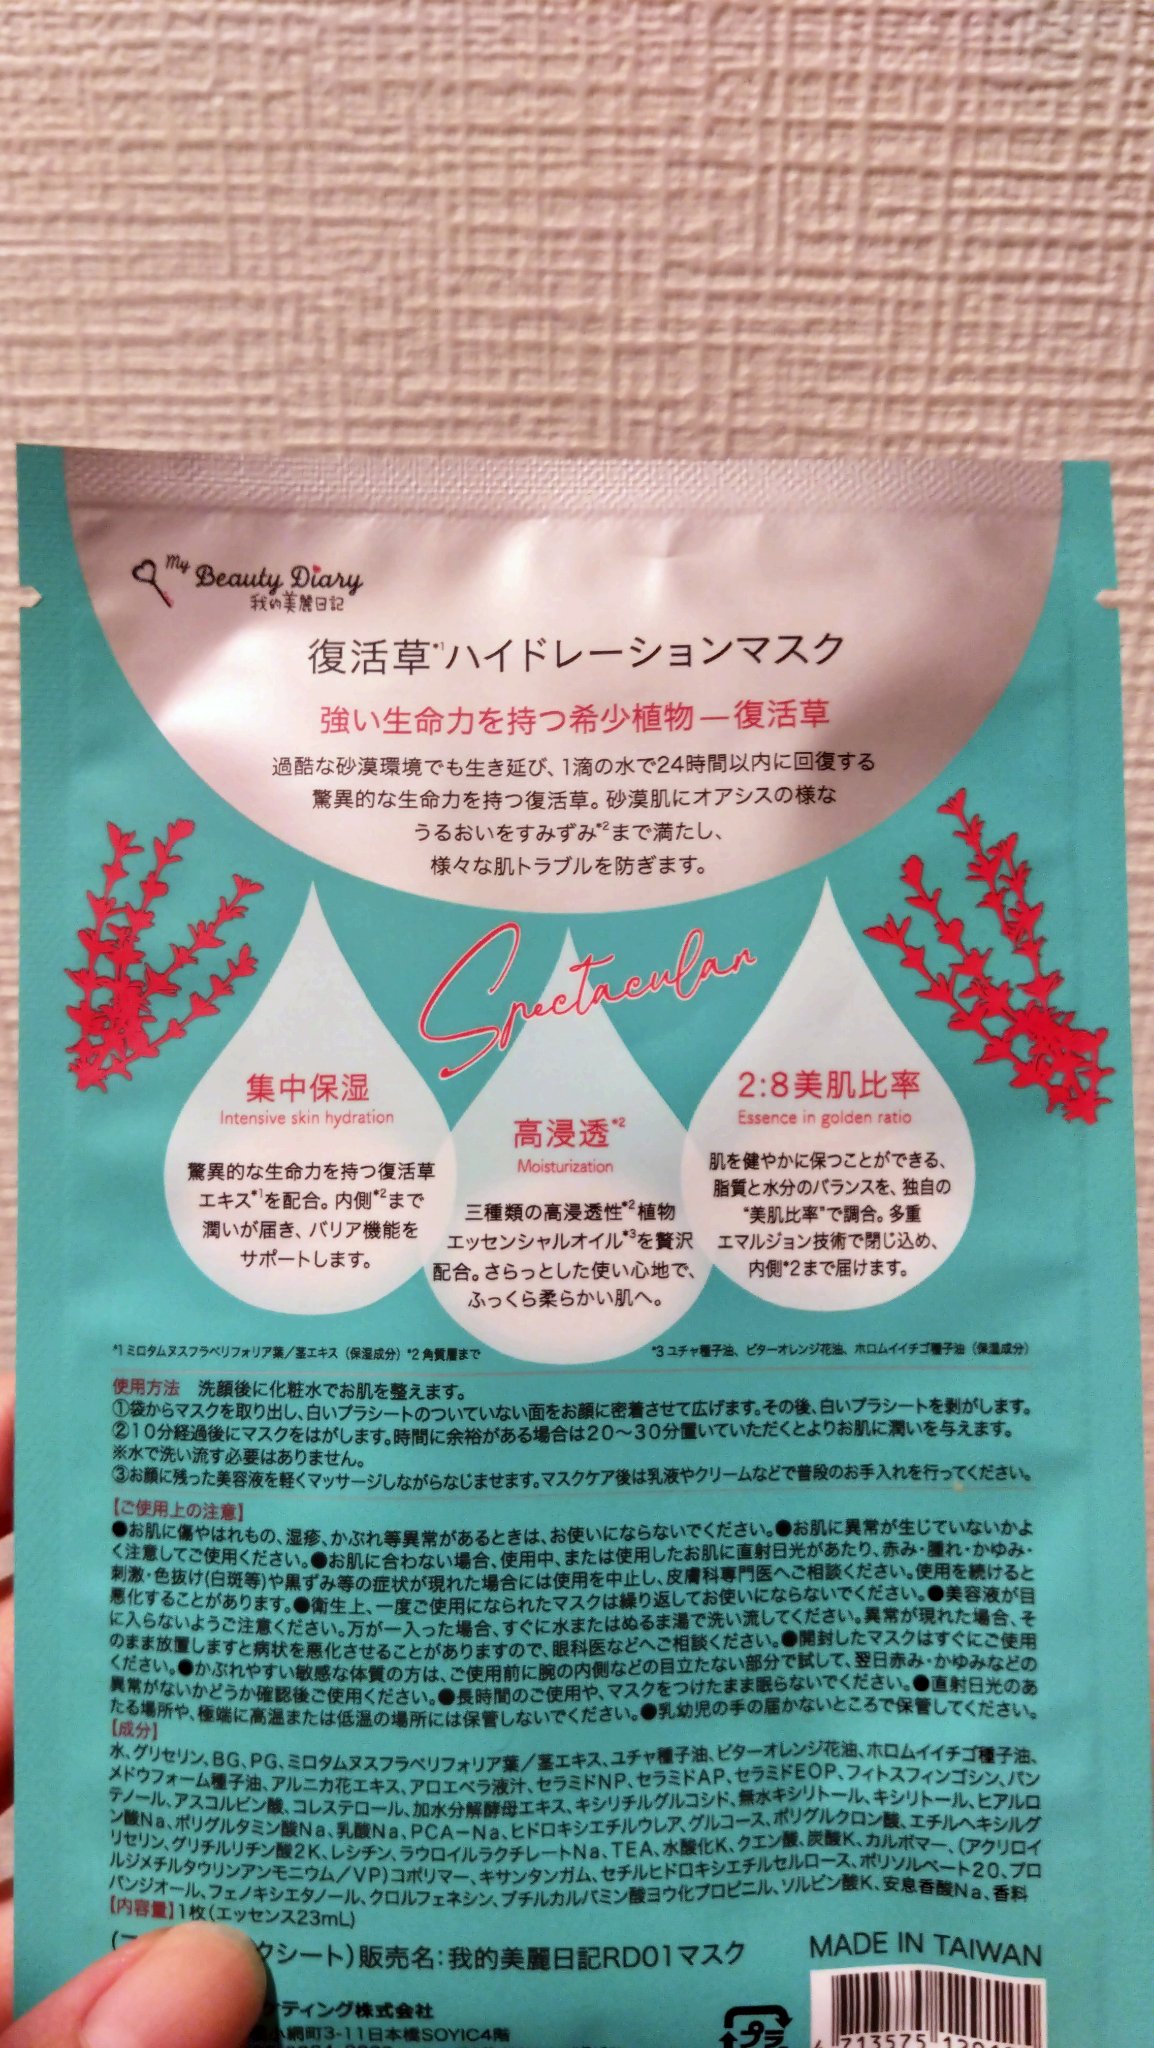 My Beauty Diary
我的美麗日記
復活草*1ハイドレーションマスク
強い生命力を持つ希少植物―復活草
過酷な砂漠環境でも生き延び、1滴の水で24時間以内に回復する
驚異的な生命力を持つ復活草。砂漠肌にオアシスの様な
うるおいをすみずみ*2まで満たし、
様々な肌トラブルを防ぎます。
Spectacular
集中保湿
Intensive skin hydration
驚異的な生命力を持つ復活草
エキス*1を配合。内側*2まで
潤いが届き、バリア機能を
サポートします。
高浸透*2
Moisturization
三種類の高浸透性*2植物
エッセンシャルオイル*3を贅沢
配合。さらっとした使い心地で、
ふっくら柔らかい肌へ。
2:8美肌比率
Essence in golden ratio
肌を健やかに保つことができる、
脂質と水分のバランスを、独自の
“美肌比率”で調合。多重
エマルジョン技術で閉じ込め、
内側*2まで届けます。
*1 ミロタムヌスフラベリフォリア葉/茎エキス(保湿成分) *2 角質層まで
*3 ユチャ種子油、ビターオレンジ花油、ホロムイイチゴ種子油(保湿成分)
使用方法 洗顔後に化粧水でお肌を整えます。
①袋からマスクを取り出し、白いプラシートのついていない面をお顔に密着させて広げます。その後、白いプラシートを剥がします。
②10分経過後にマスクをはがします。時間に余裕がある場合は20〜30分置いていただくとよりお肌に潤いを与えます。
※水で洗い流す必要はありません。
③お顔に残った美容液を軽くマッサージしながらなじませます。マスクケア後は乳液やクリームなどで普段のお手入れを行ってください。
【ご使用上の注意】
●お肌に傷やはれもの、湿疹、かぶれ等異常があるときは、お使いにならないでください。●お肌に異常が生じていないかよ
く注意してご使用ください。●お肌に合わない場合、使用中、または使用したお肌に直射日光があたり、赤み・腫れ・かゆみ・
刺激・色抜け(白斑等)や黒ずみ等の症状が現れた場合には使用を中止し、皮膚科専門医へご相談ください。使用を続けると
悪化することがあります。●衛生上、一度ご使用になられたマスクは繰り返してお使いにならないでください。●美容液が目
に入らないようご注意ください。万が一入った場合、すぐに水またはぬるま湯で洗い流してください。異常が現れた場合、そ
のまま放置しますと病状を悪化させることがありますので、眼科医などへご相談ください。●開封したマスクはすぐにご使用
ください。●かぶれやすい敏感な体質の方は、ご使用前に腕の内側などの目立たない部分で試して、翌日赤み・かゆみなどの
異常がないかどうか確認後ご使用ください。●長時間のご使用や、マスクをつけたまま眠らないでください。●直射日光のあ
たる場所や、極端に高温または低温の場所には保管しないでください。●乳幼児の手の届かないところで保管してください。
【成分】
水、グリセリン、BG、PG、ミロタムヌスフラベリフォリア葉/茎エキス、ユチャ種子油、ビターオレンジ花油、ホロムイイチゴ種子油、
メドウフォーム種子油、アルニカ花エキス、アロエベラ液汁、セラミドNP、セラミドAP、セラミドEOP、フィトスフィンゴシン、パン
テノール、アスコルビン酸、コレステロール、加水分解酵母エキス、キシリチルグルコシド、無水キシリトール、キシリトール、ヒアルロ
ン酸Na、ポリグルタミン酸Na、乳酸Na、PCA－Na、ヒドロキシエチルウレア、グルコース、ポリグルクロン酸、エチルヘキシルグ
リセリン、グリチルリチン酸2K、レシチン、ラウロイルラクチレートNa、TEA、水酸化K、クエン酸、炭酸K、カルボマー、(アクリロイ
ルジメチルタウリンアンモニウム/VP)コポリマー、キサンタンガム、セチルヒドロキシエチルセルロース、ポリソルベート20、プロ
パンジオール、フェノキシエタノール、クロルフェネシン、ブチルカルバミン酸ヨウ化プロピニル、ソルビン酸K、安息香酸Na、香料
【内容量】1枚(エッセンス23mL)
クシート)販売名:我的美麗日記RD01マスク
MADE IN TAIWAN
ケティング株式会社
小網町3-11日本橋SOYIC4階
プラ
4 713575